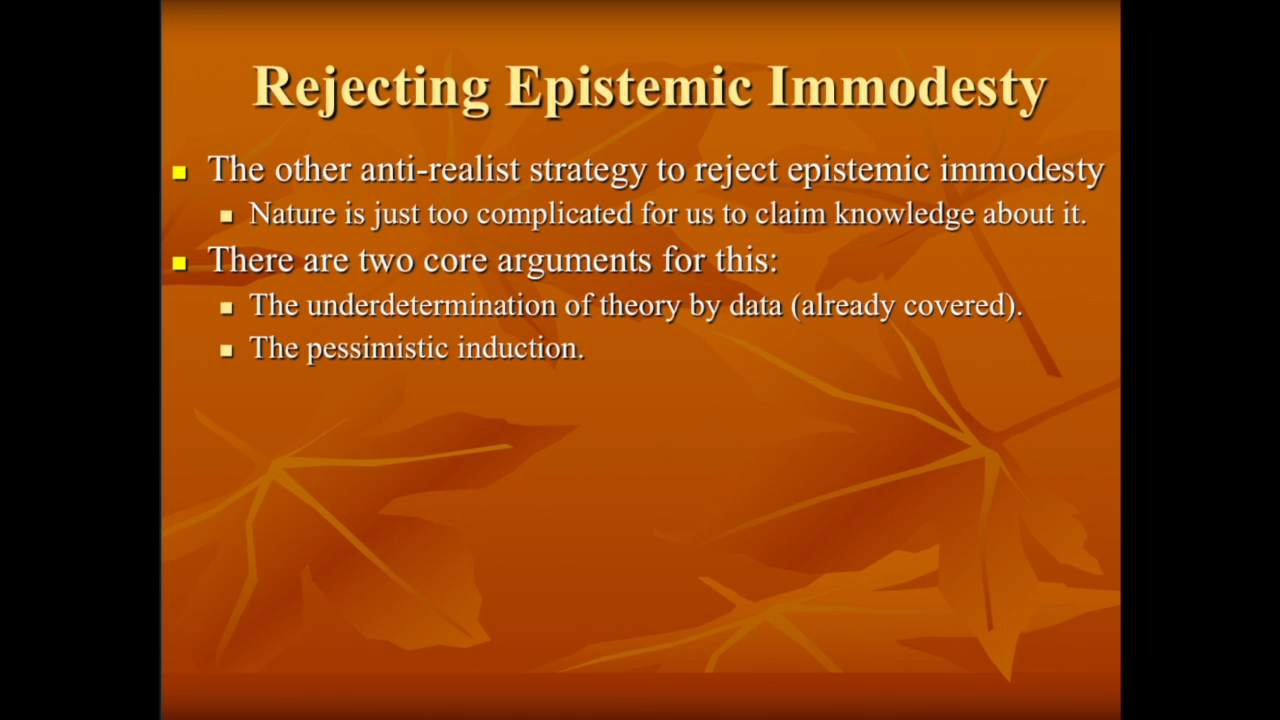 Rejecting Epistemic Immodesty
The other anti-realist strategy to reject epistemic immodesty
Nature is just too complicated for us to claim knowledge about it.
There are two core arguments for this:
The underdetermination of theory by data (already covered).
The pessimistic induction.